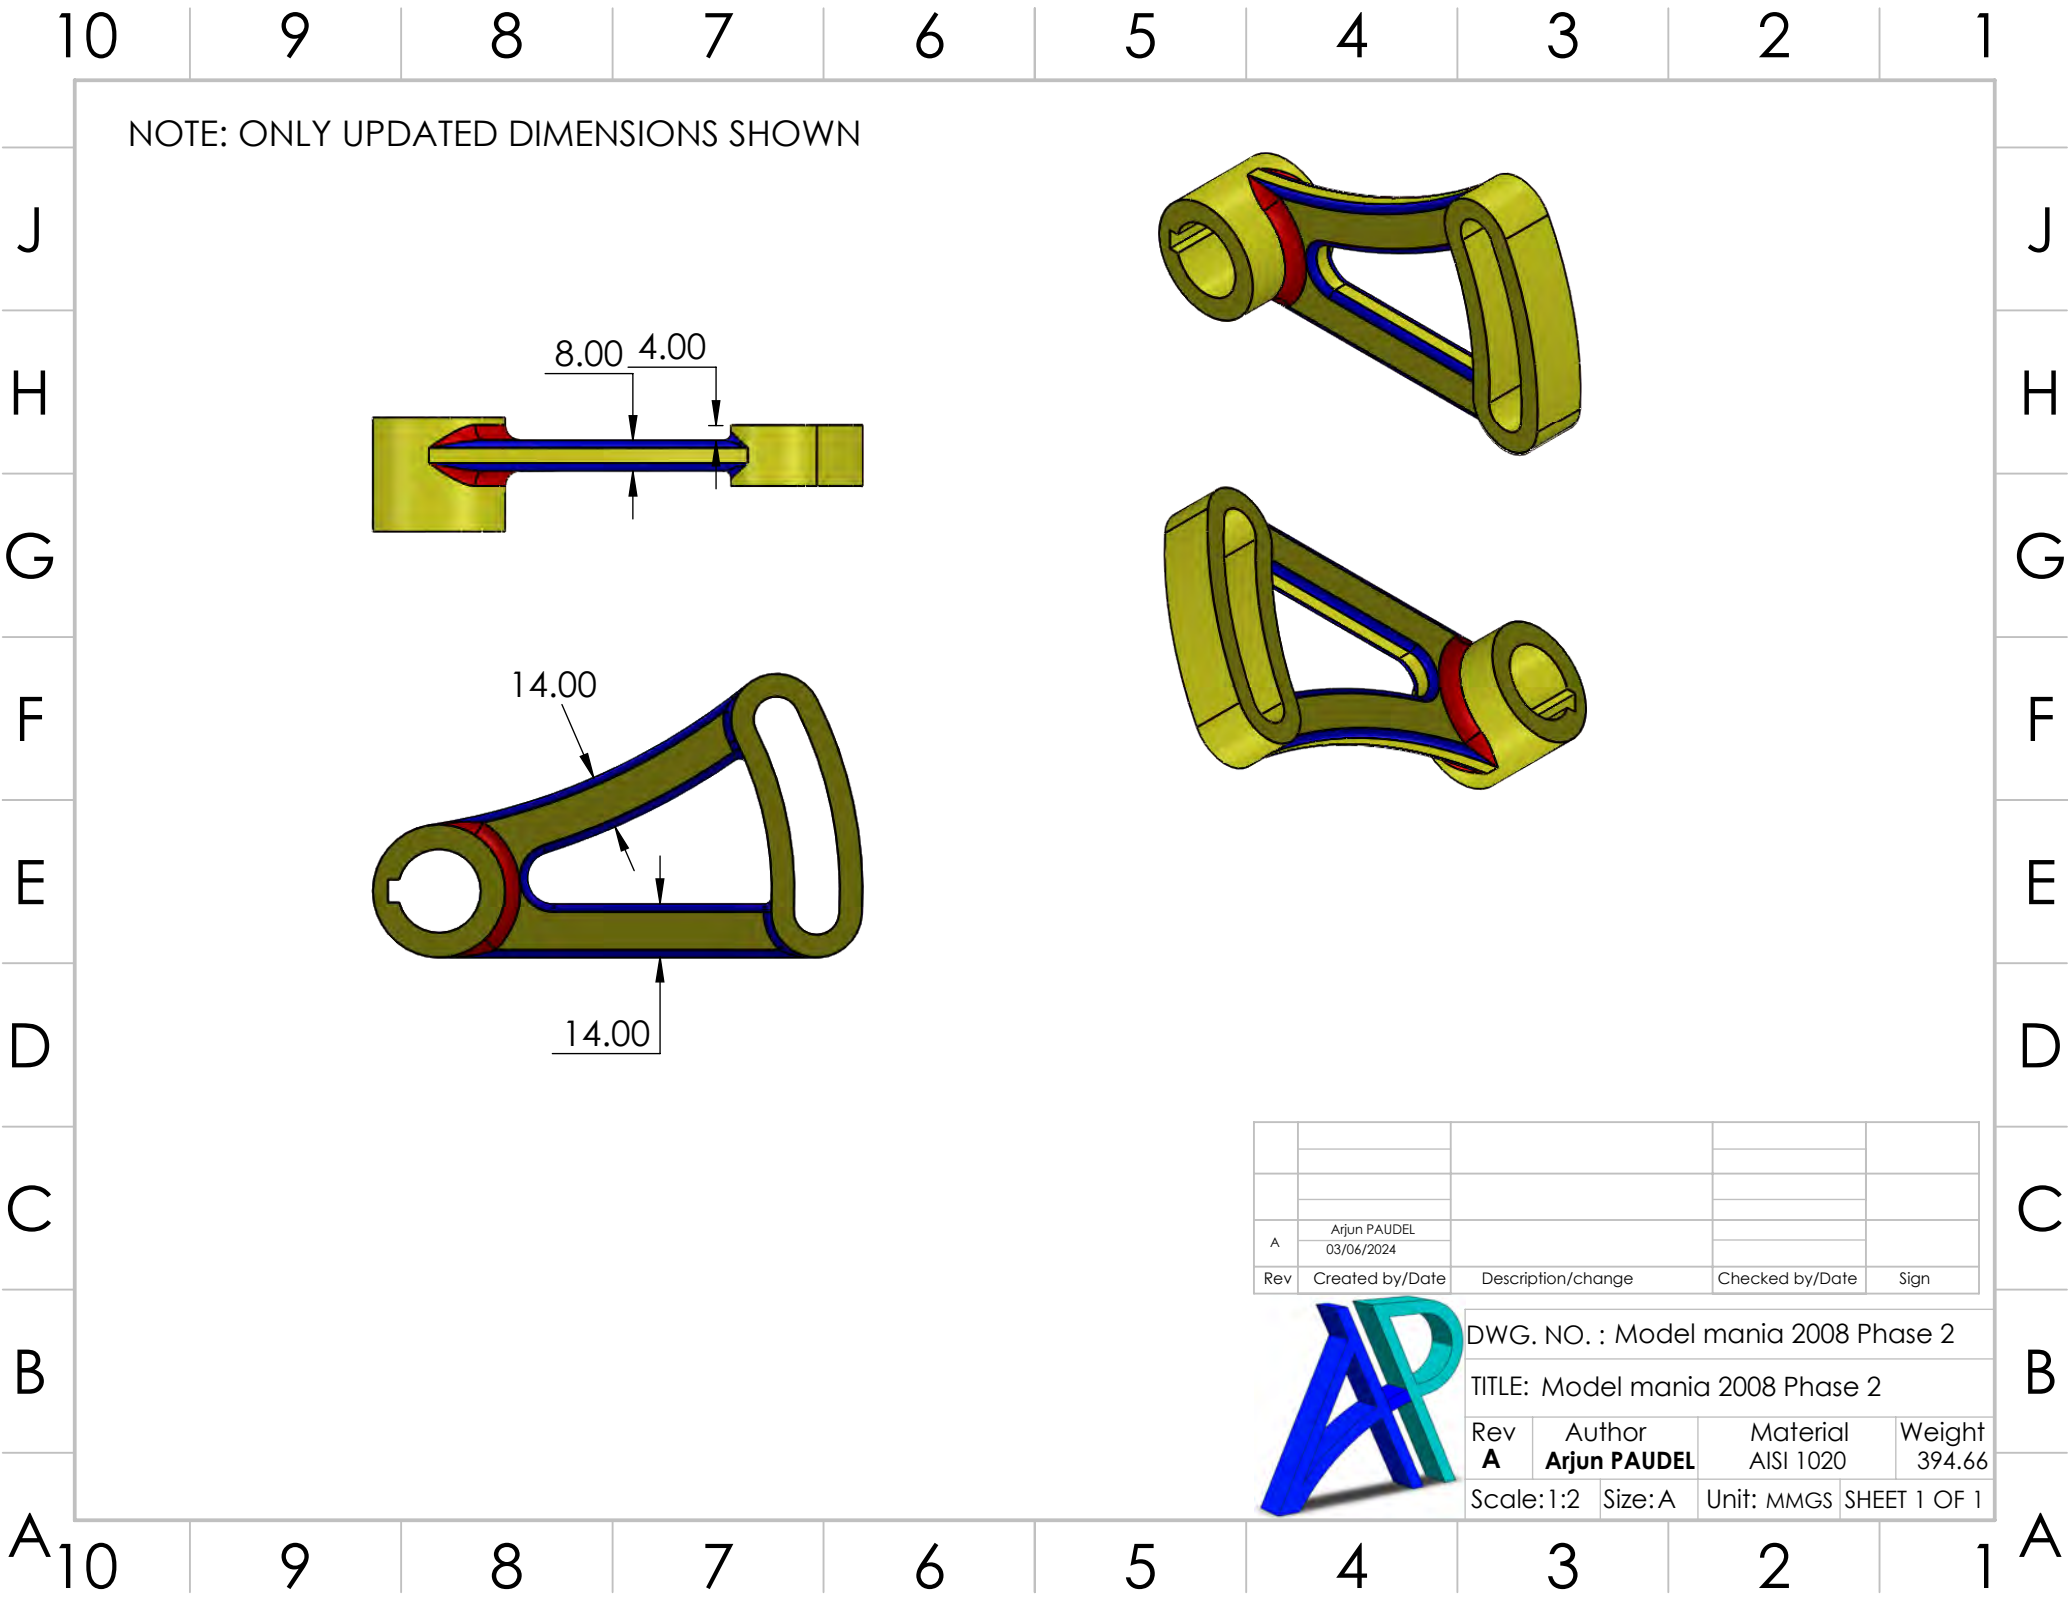 10 9 8 7 6 5 4 3 2 1
NOTE: ONLY UPDATED DIMENSIONS SHOWN
J J
8.00 4.00
H H
G G
14.00
F F
E E
14.00
D D
C C
A Arjun PAUDEL
03/06/2024
Rev Created by/Date Description/change Checked by/Date Sign
AP
DWG. NO. : Model mania 2008 Phase 2
B B
TITLE: Model mania 2008 Phase 2
Rev Author Material Weight
A Arjun PAUDEL AISI 1020 394.66
Scale:1:2 Size:A Unit: MMGS SHEET 1 OF 1
A A
10 9 8 7 6 5 4 3 2 1